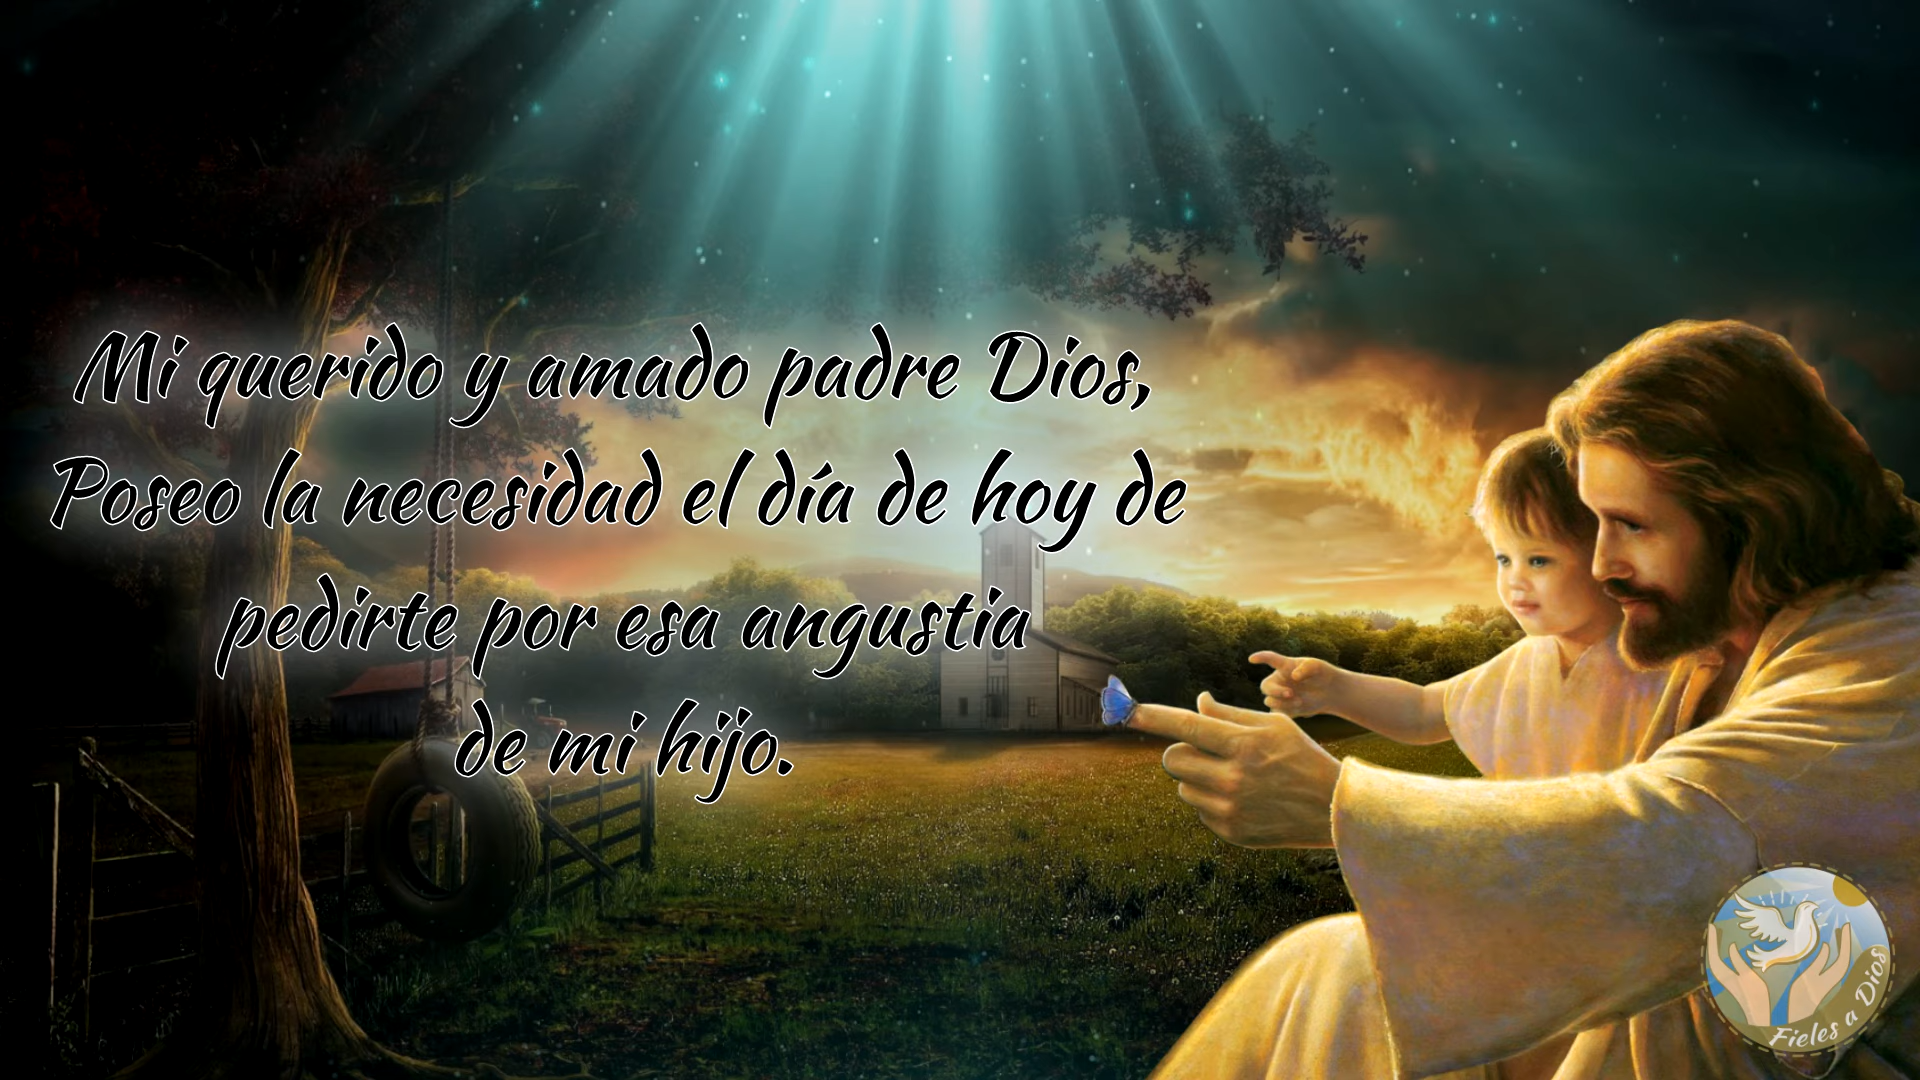 Mi querido y amado padre Dios,
Poseo la necesidad el día de hoy de
pedirte por esa angustia
de mi hijo.
Fieles a Dios